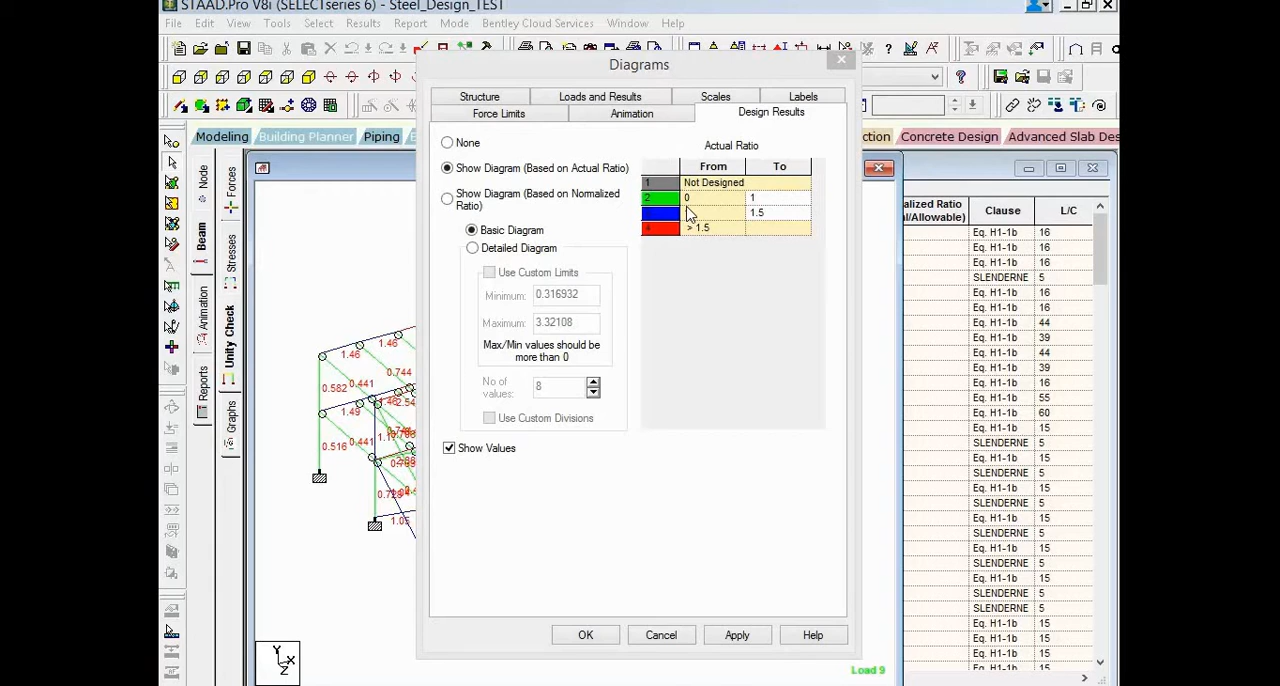 STAAD.Pro V8i (SELECTseries 6) - Steel_Design_TEST
File Edit View Tools Select Results Report Mode Bentley Cloud Services Window Help
Diagrams
Structure Loads and Results Scales Labels
Force Limits Animation Design Results
Modeling Building Planner Piping
Concrete Design Advanced Slab Des
None
Show Diagram (Based on Actual Ratio)
Show Diagram (Based on Normalized Ratio)
Basic Diagram
Detailed Diagram
Use Custom Limits
Minimum: 0.316932
Maximum: 3.32108
Max/Min values should be
more than 0
No of
values: 8
Use Custom Divisions
Show Values
Actual Ratio
From To
1 Not Designed
2 0 1
1.5
4 > 1.5
OK Cancel Apply Help
Node
Beam
Animation
Reports
Forces
Stresses
Unity Check
Graphs
1.46 1.46
0.582 0.441 0.744
1.49
0.516 0.441
1.05
Y
X
Z
Load 9
alized Ratio
al/Allowable) Clause L/C
Eq. H1-1b 16
Eq. H1-1b 16
Eq. H1-1b 16
SLENDERNE 5
Eq. H1-1b 16
Eq. H1-1b 16
Eq. H1-1b 44
Eq. H1-1b 39
Eq. H1-1b 44
Eq. H1-1b 39
Eq. H1-1b 16
Eq. H1-1b 55
Eq. H1-1b 60
Eq. H1-1b 15
SLENDERNE 5
Eq. H1-1b 15
SLENDERNE 5
Eq. H1-1b 15
SLENDERNE 5
Eq. H1-1b 15
SLENDERNE 5
Eq. H1-1b 15
SLENDERNE 5
Eq. H1-1b 15
SLENDERNE 5
SLENDERNE 5
Eq. H1-1b 15
Eq. H1-1b 15
Eq. H1-1b 15